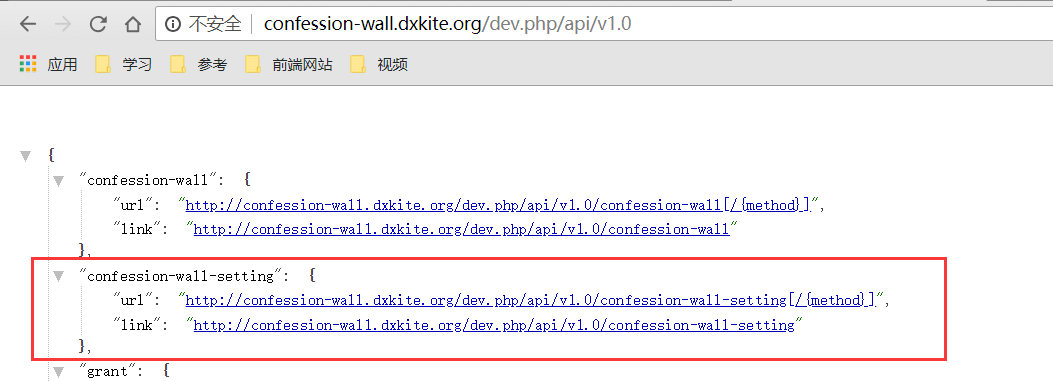 不安全 confession-wall.dxkite.org/dev.php/api/v1.0
应用 学习 参考 前端网站 视频
{
"confession-wall": {
"url": "http://confession-wall.dxkite.org/dev.php/api/v1.0/confession-wall[/{method}]",
"link": "http://confession-wall.dxkite.org/dev.php/api/v1.0/confession-wall"
},
"confession-wall-setting": {
"url": "http://confession-wall.dxkite.org/dev.php/api/v1.0/confession-wall-setting[/{method}]",
"link": "http://confession-wall.dxkite.org/dev.php/api/v1.0/confession-wall-setting"
},
"grant": {